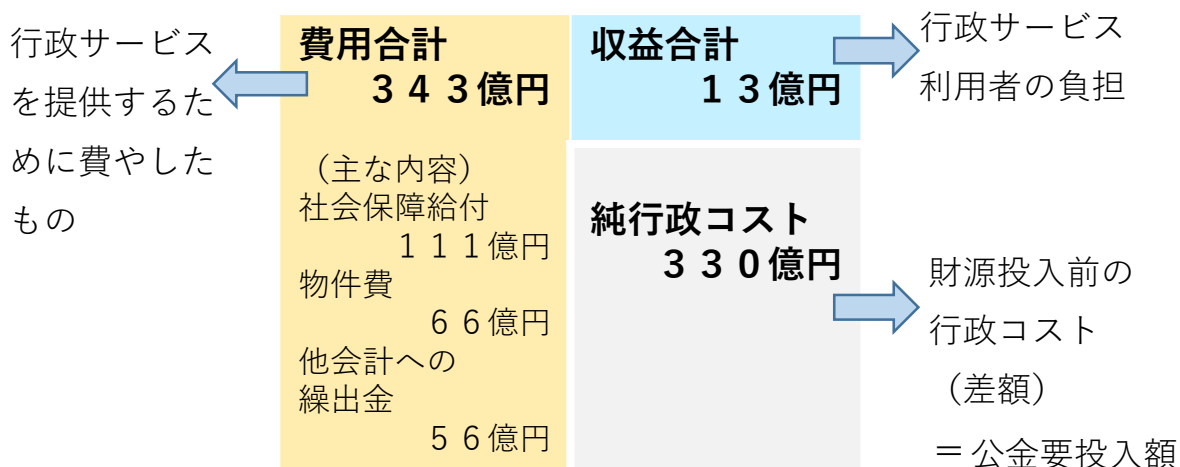 行政サービス
を提供するた
めに費やした
もの
費用合計
３４３億円
（主な内容）
社会保障給付
１１１億円
物件費
６６億円
他会計への
繰出金
５６億円
収益合計
１３億円
純行政コスト
３３０億円
行政サービス
利用者の負担
財源投入前の
行政コスト
（差額）
＝公金要投入額